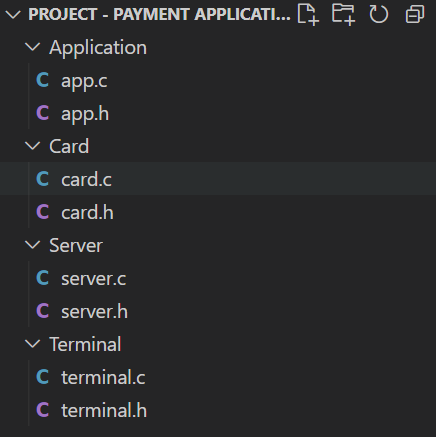 PROJECT - PAYMENT APPLICATI...
Application
C app.c
C app.h
Card
C card.c
C card.h
Server
C server.c
C server.h
Terminal
C terminal.c
C terminal.h